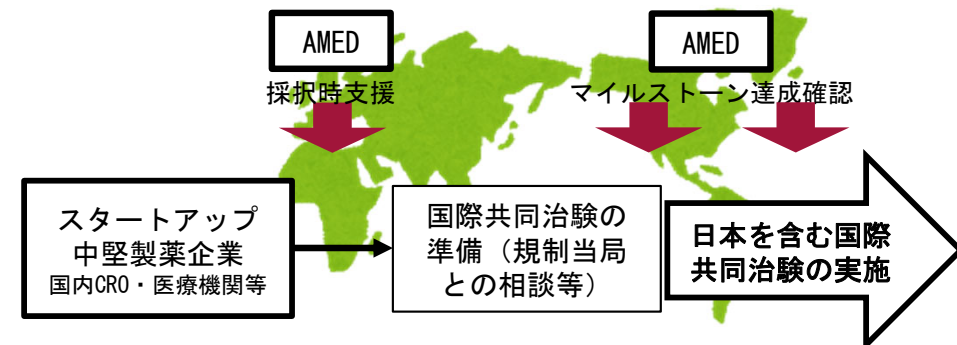 AMED
採択時支援
AMED
マイルストーン達成確認
スタートアップ
中堅製薬企業
国内CRO・医療機関等
国際共同治験の
準備（規制当局
との相談等）
日本を含む国際
共同治験の実施